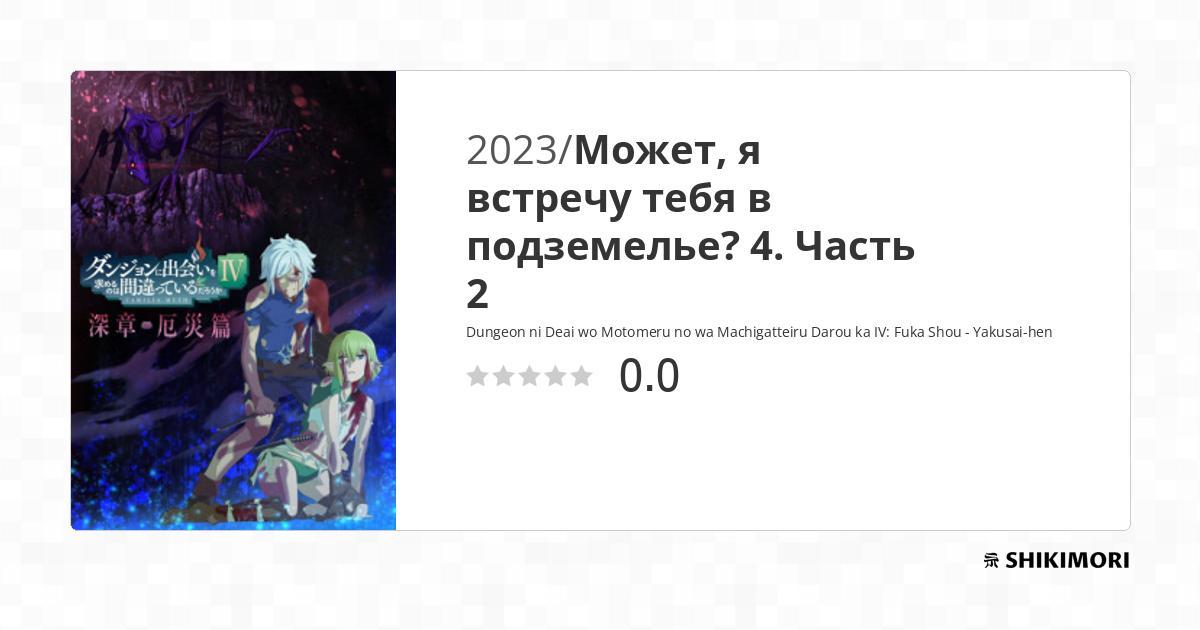 ダンジョンに出会いを IV
求めるのは間違っているだろうか
FAMILIA MYTH
深章 厄災篇
2023/Может, я
встречу тебя в
подземелье? 4. Часть
2
Dungeon ni Deai wo Motomeru no wa Machigatteiru Darou ka IV: Fuka Shou - Yakusai-hen
0.0
SHIKIMORI